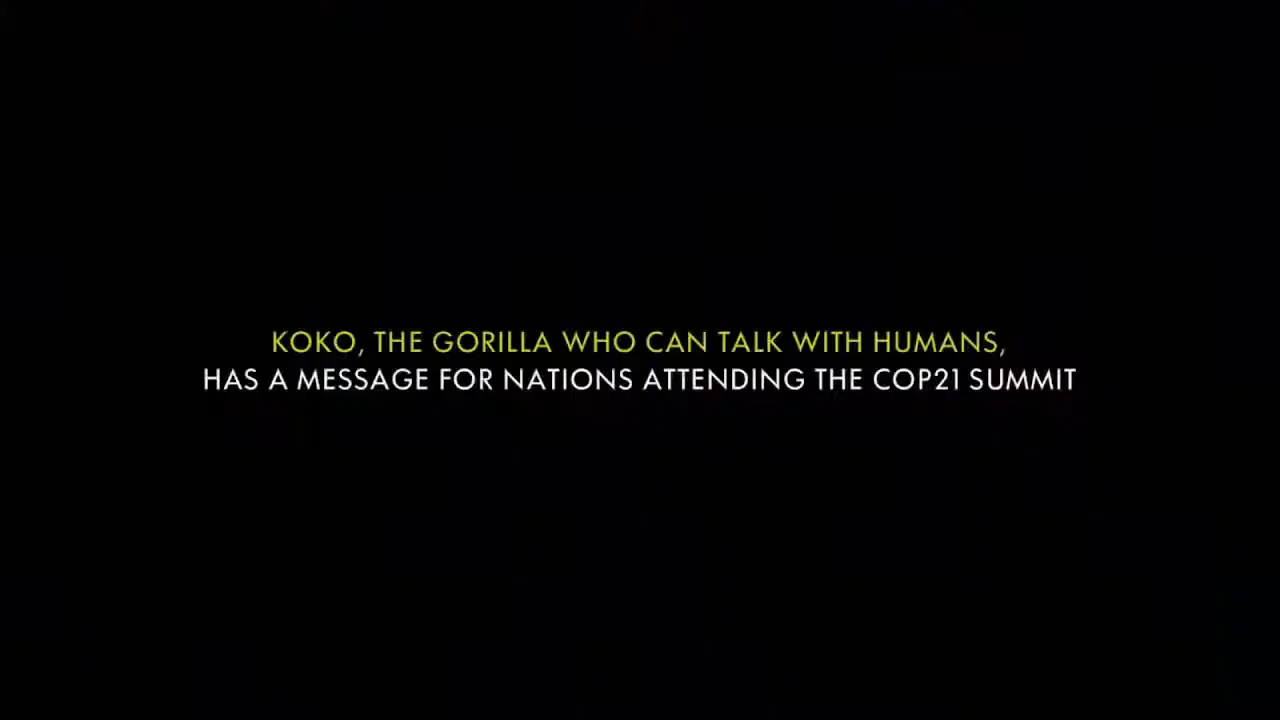 KOKO, THE GORILLA WHO CAN TALK WITH HUMANS,
HAS A MESSAGE FOR NATIONS ATTENDING THE COP21 SUMMIT